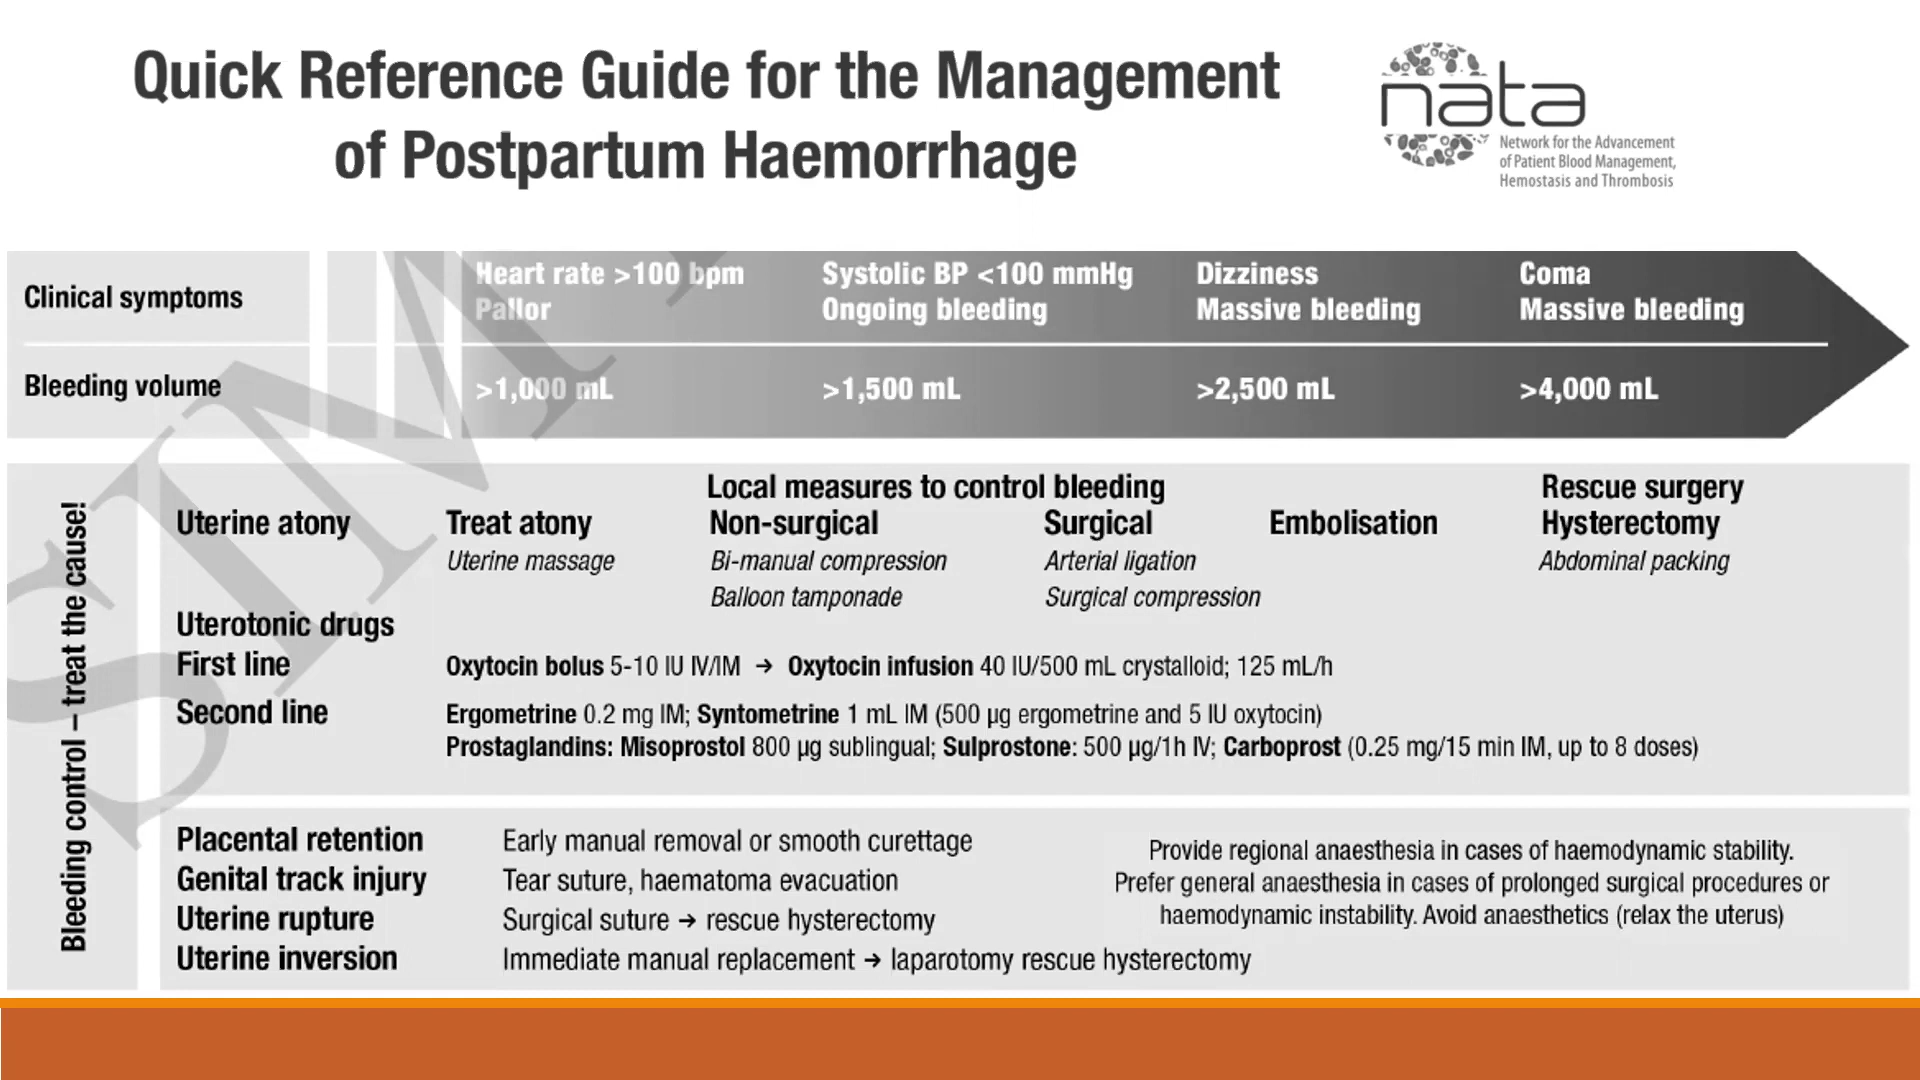 Quick Reference Guide for the Management
of Postpartum Haemorrhage
nata
Network for the Advancement
of Patient Blood Management,
Hemostasis and Thrombosis
Clinical symptoms
Heart rate >100 bpm
Pallor
Systolic BP <100 mmHg
Ongoing bleeding
Dizziness
Massive bleeding
Coma
Massive bleeding
Bleeding volume
>1,000 mL
>1,500 mL
>2,500 mL
>4,000 mL
Bleeding control – treat the cause!
Uterine atony
Treat atony
Uterine massage
Local measures to control bleeding
Non-surgical
Bi-manual compression
Balloon tamponade
Surgical
Arterial ligation
Surgical compression
Embolisation
Rescue surgery
Hysterectomy
Abdominal packing
Uterotonic drugs
First line
Oxytocin bolus 5-10 IU IV/IM → Oxytocin infusion 40 IU/500 mL crystalloid; 125 mL/h
Second line
Ergometrine 0.2 mg IM; Syntometrine 1 mL IM (500 µg ergometrine and 5 IU oxytocin)
Prostaglandins: Misoprostol 800 µg sublingual; Sulprostone: 500 µg/1h IV; Carboprost (0.25 mg/15 min IM, up to 8 doses)
Placental retention Early manual removal or smooth curettage
Genital track injury Tear suture, haematoma evacuation
Uterine rupture Surgical suture → rescue hysterectomy
Uterine inversion Immediate manual replacement → laparotomy rescue hysterectomy
Provide regional anaesthesia in cases of haemodynamic stability.
Prefer general anaesthesia in cases of prolonged surgical procedures or
haemodynamic instability. Avoid anaesthetics (relax the uterus)